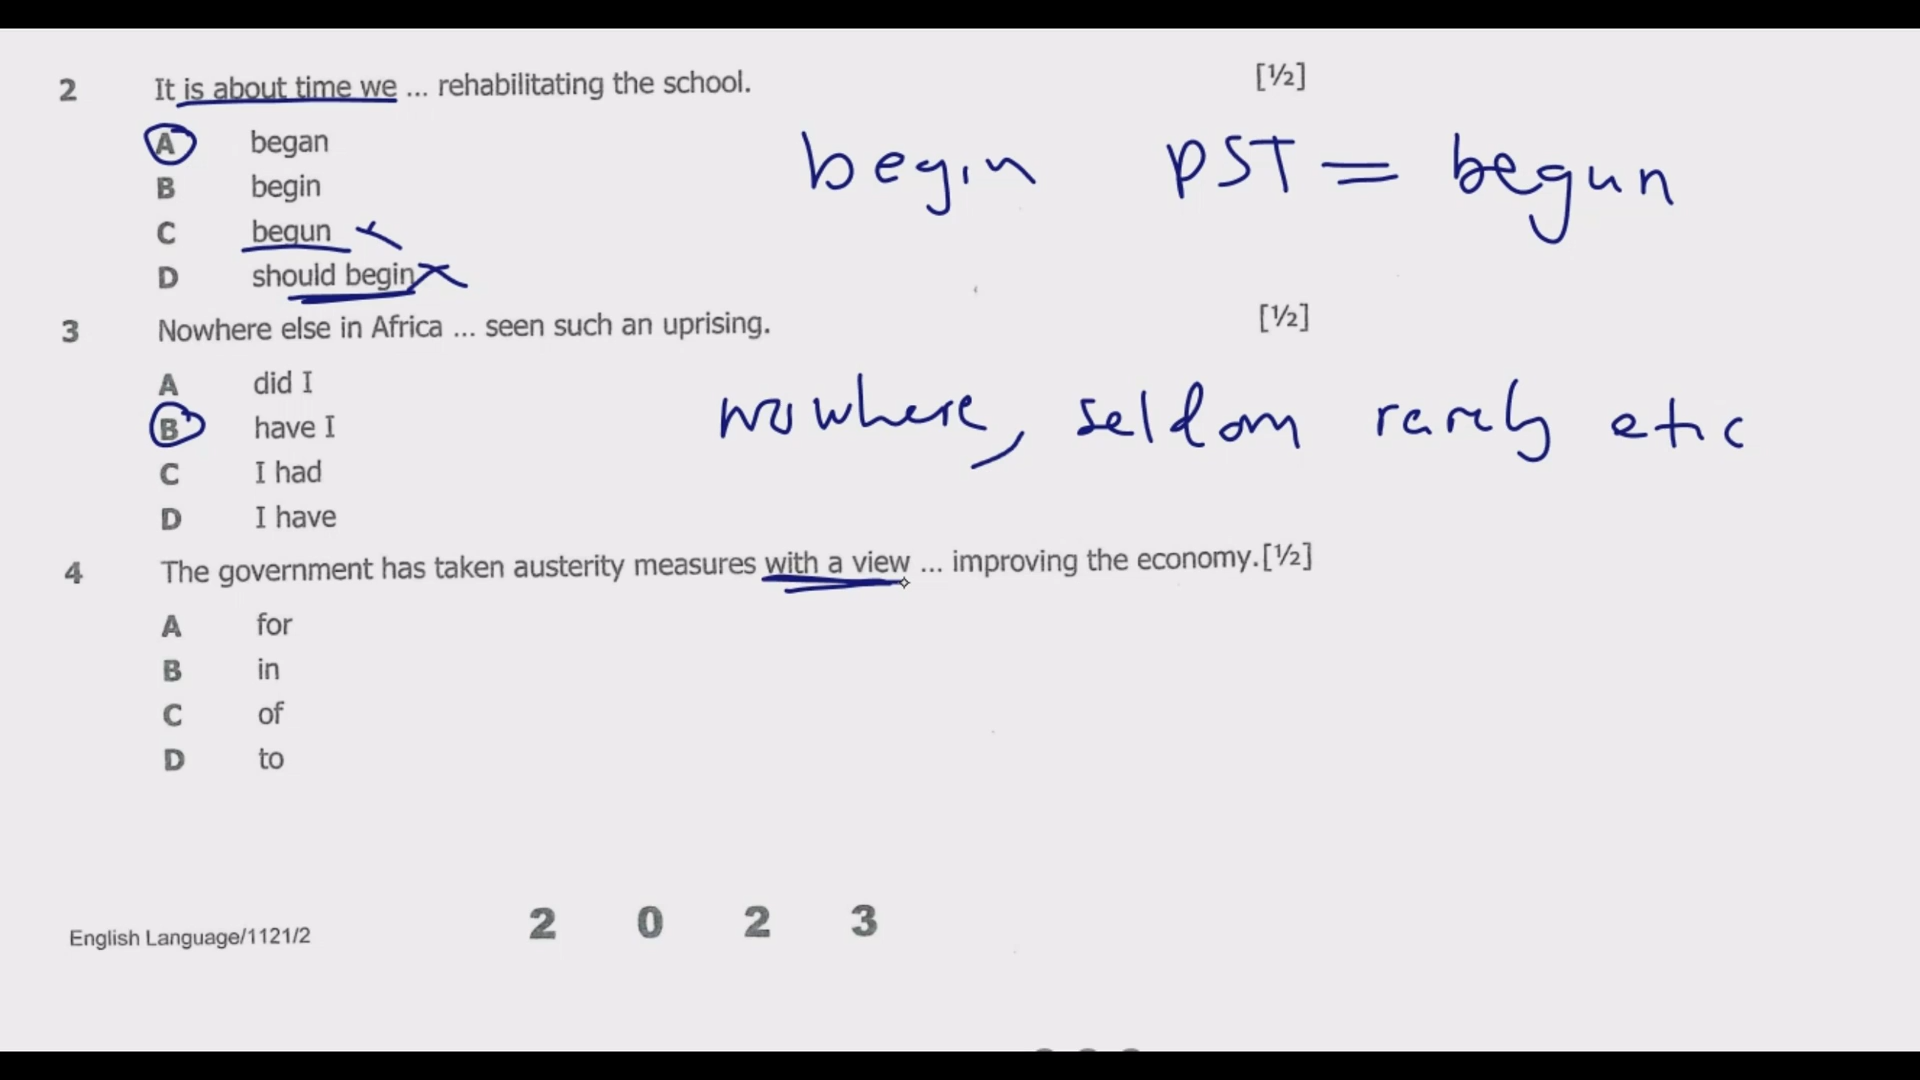 2 It is about time we ... rehabilitating the school. [½]
A began
B begin
C begun
D should begin
begin PST = begun
3 Nowhere else in Africa ... seen such an uprising. [½]
A did I
B have I
C I had
D I have
nowhere, seldom rarely etc
4 The government has taken austerity measures with a view ... improving the economy.[½]
A for
B in
C of
D to
English Language/1121/2
2 0 2 3